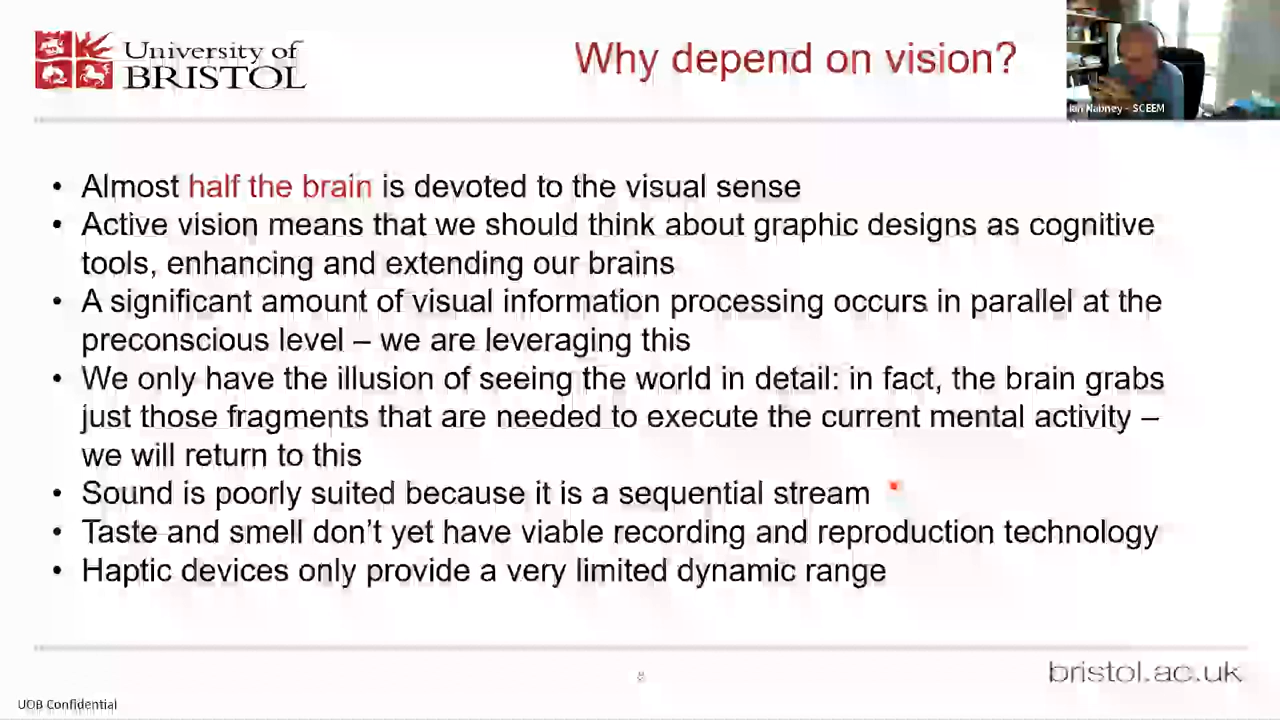 University of
BRISTOL
Why depend on vision?
Ian Nabney - SCEEM
• Almost half the brain is devoted to the visual sense
• Active vision means that we should think about graphic designs as cognitive
tools, enhancing and extending our brains
• A significant amount of visual information processing occurs in parallel at the
preconscious level – we are leveraging this
• We only have the illusion of seeing the world in detail: in fact, the brain grabs
just those fragments that are needed to execute the current mental activity –
we will return to this
• Sound is poorly suited because it is a sequential stream
• Taste and smell don’t yet have viable recording and reproduction technology
• Haptic devices only provide a very limited dynamic range
8
bristol.ac.uk
UOB Confidential